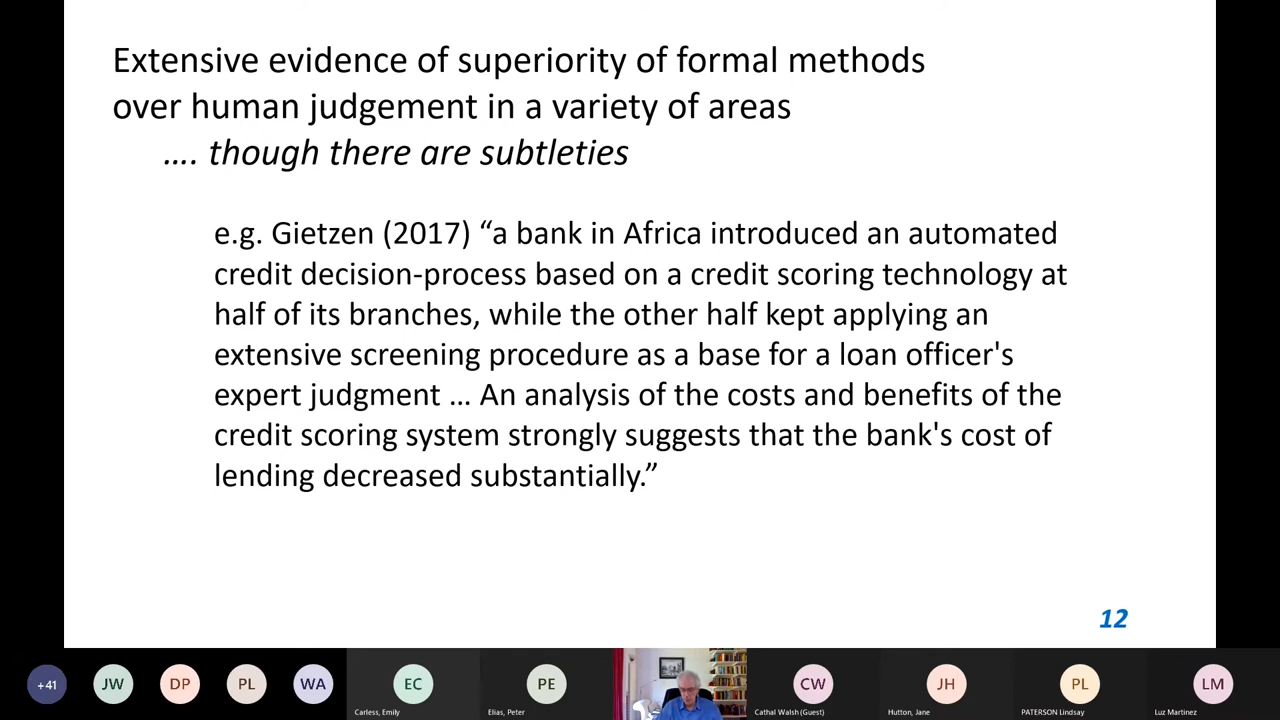 Extensive evidence of superiority of formal methods
over human judgement in a variety of areas
.... though there are subtleties
e.g. Gietzen (2017) “a bank in Africa introduced an automated
credit decision-process based on a credit scoring technology at
half of its branches, while the other half kept applying an
extensive screening procedure as a base for a loan officer's
expert judgment ... An analysis of the costs and benefits of the
credit scoring system strongly suggests that the bank's cost of
lending decreased substantially.”
12
+41
JW
DP
PL
WA
EC
PE
CW
JH
PL
LM
Carless, Emily
Elias, Peter
Cathal Walsh (Guest)
Hutton, Jane
PATERSON Lindsay
Luz Martinez